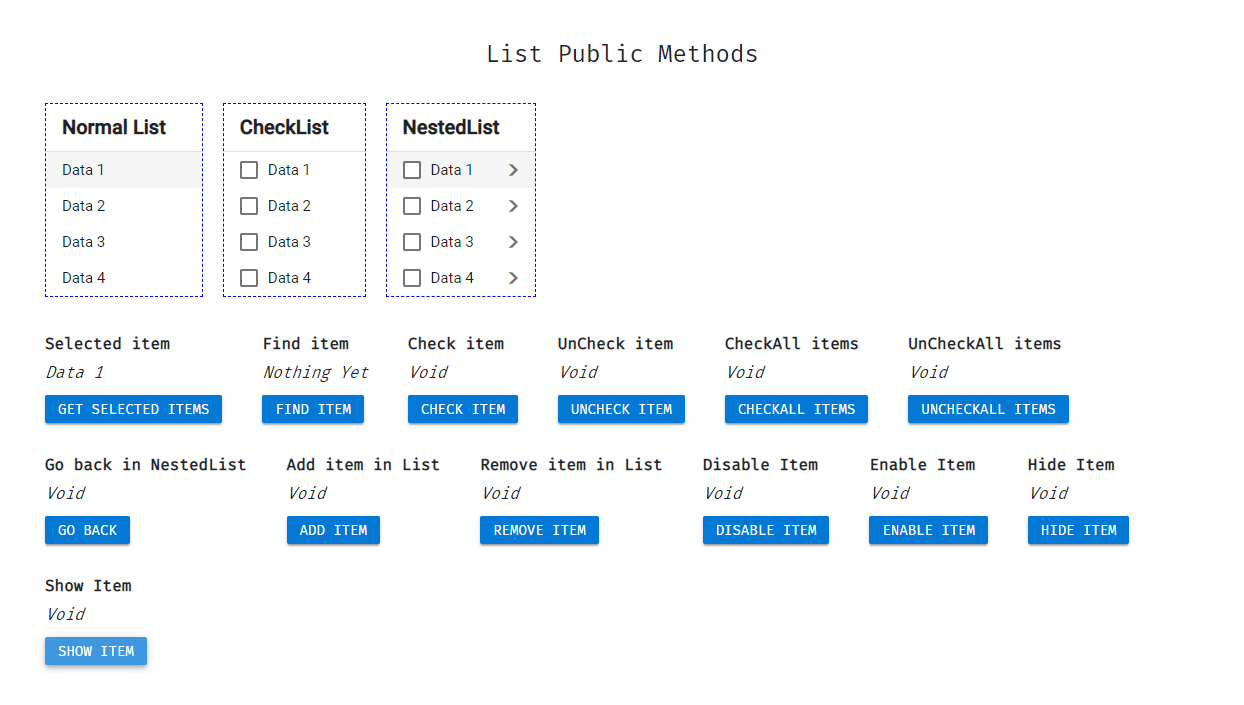 List Public Methods
Normal List
Data 1
Data 2
Data 3
Data 4
CheckList
Data 1
Data 2
Data 3
Data 4
NestedList
Data 1
Data 2
Data 3
Data 4
Selected item
Data 1
GET SELECTED ITEMS
Find item
Nothing Yet
FIND ITEM
Check item
Void
CHECK ITEM
UnCheck item
Void
UNCHECK ITEM
CheckAll items
Void
CHECKALL ITEMS
UnCheckAll items
Void
UNCHECKALL ITEMS
Go back in NestedList
Void
GO BACK
Add item in List
Void
ADD ITEM
Remove item in List
Void
REMOVE ITEM
Disable Item
Void
DISABLE ITEM
Enable Item
Void
ENABLE ITEM
Hide Item
Void
HIDE ITEM
Show Item
Void
SHOW ITEM